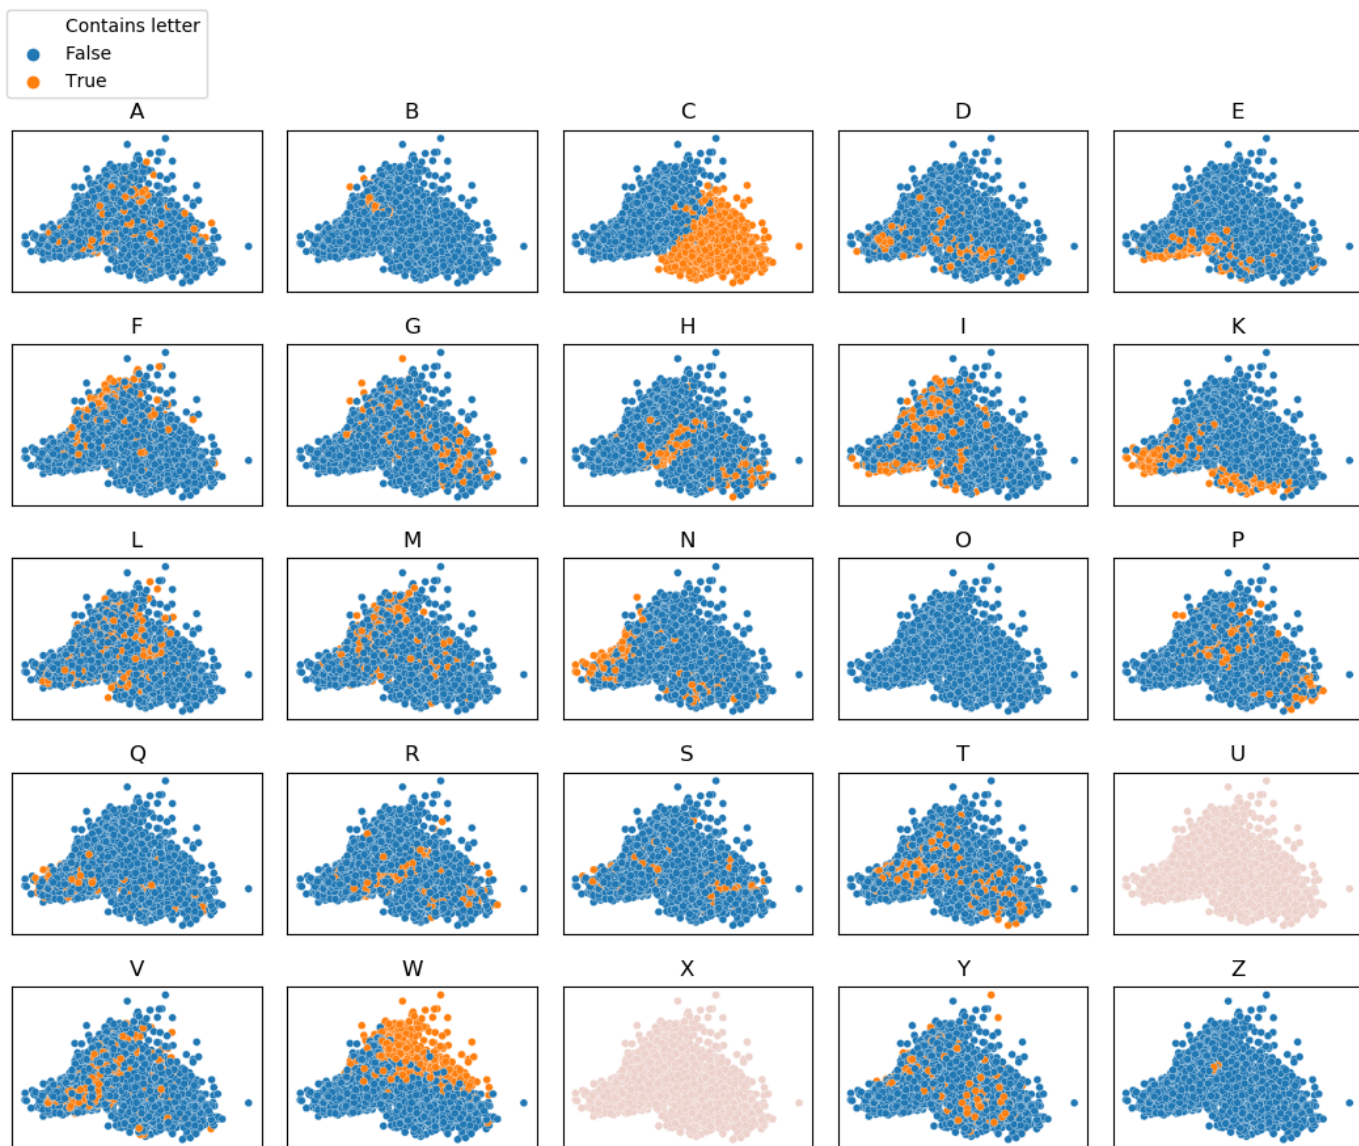 Contains letter
False
True
A B C D E
F G H I K
L M N O P
Q R S T U
V W X Y Z